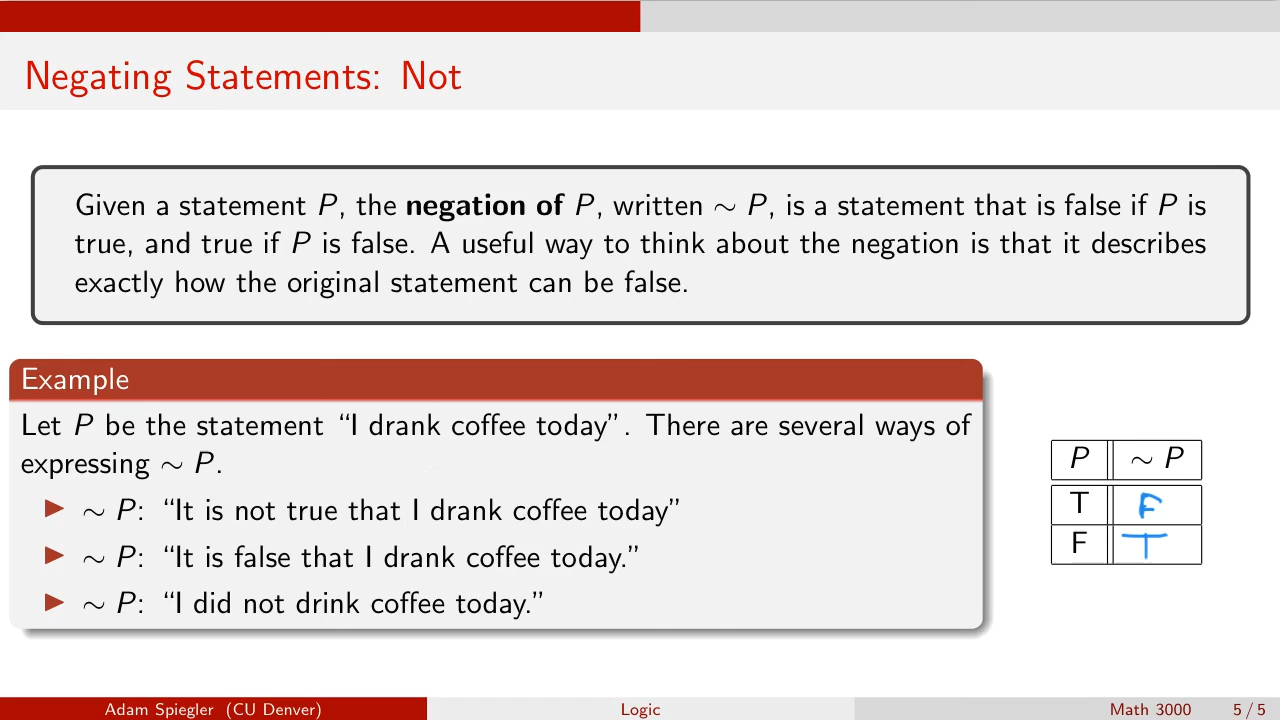 Negating Statements: Not
Given a statement P, the negation of P, written ∼ P, is a statement that is false if P is
true, and true if P is false. A useful way to think about the negation is that it describes
exactly how the original statement can be false.
Example
Let P be the statement “I drank coffee today”. There are several ways of
expressing ∼ P.
▶ ∼ P: “It is not true that I drank coffee today”
▶ ∼ P: “It is false that I drank coffee today.”
▶ ∼ P: “I did not drink coffee today.”
P ∼ P
T F
F T
Adam Spiegler (CU Denver) Logic Math 3000 5 / 5